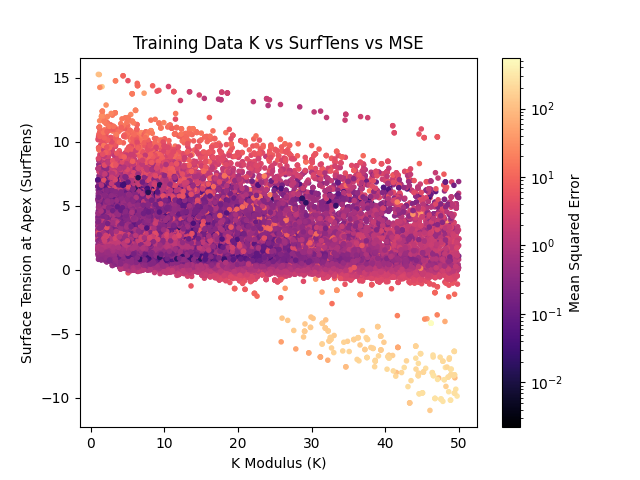 Training Data K vs SurfTens vs MSE
Surface Tension at Apex (SurfTens)
15
10
5
0
−5
−10
0 10 20 30 40 50
K Modulus (K)
10²
10¹
10⁰
10⁻¹
10⁻²
Mean Squared Error